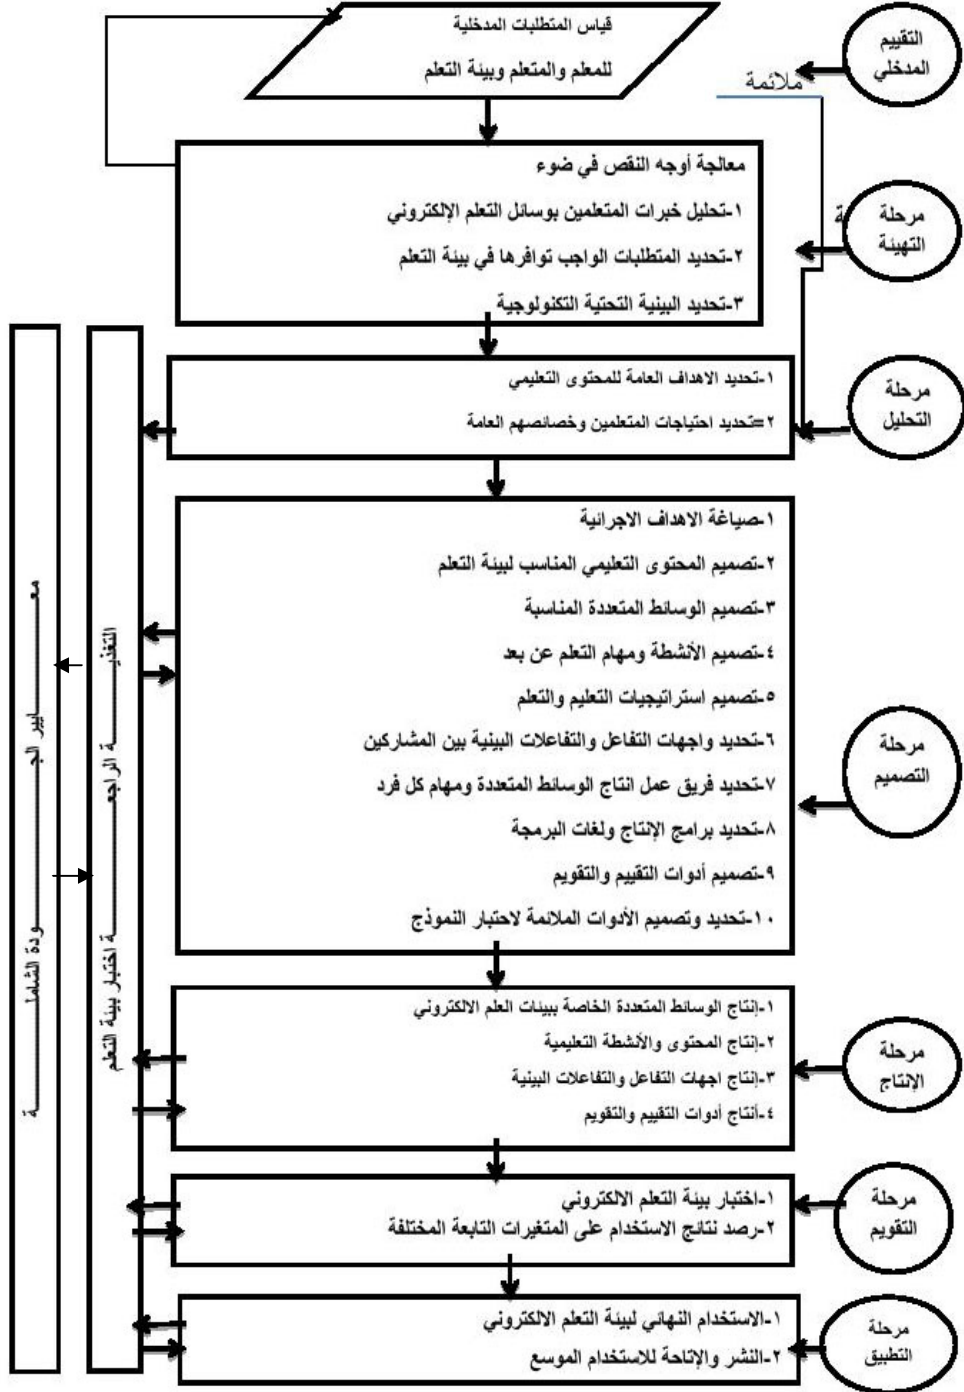 قياس المتطلبات المدخلية
للمعلم والمتعلم وبيئة التعلم
التقييم
المدخلي
ملائمة
معالجة أوجه النقص في ضوء
١-تحليل خبرات المتعلمين بوسائل التعلم الإلكتروني
٢-تحديد المتطلبات الواجب توافرها في بيئة التعلم
٣-تحديد البينية التحتية التكنولوجية
مرحلة
التهيئة
ة
١-تحديد الاهداف العامة للمحتوى التعليمي
٢=تحديد احتياجات المتعلمين وخصائصهم العامة
مرحلة
التحليل
١-صياغة الاهداف الاجرائية
٢-تصميم المحتوى التعليمي المناسب لبيئة التعلم
٣-تصميم الوسائط المتعددة المناسبة
٤-تصميم الأنشطة ومهام التعلم عن بعد
٥-تصميم استراتيجيات التعليم والتعلم
٦-تحديد واجهات التفاعل والتفاعلات البينية بين المشاركين
٧-تحديد فريق عمل انتاج الوسائط المتعددة ومهام كل فرد
٨-تحديد برامج الإنتاج ولغات البرمجة
٩-تصميم أدوات التقييم والتقويم
١٠-تحديد وتصميم الأدوات الملائمة لاختبار النموذج
مرحلة
التصميم
١-إنتاج الوسائط المتعددة الخاصة ببيئات العلم الالكتروني
٢-إنتاج المحتوى والأنشطة التعليمية
٣-إنتاج اجهات التفاعل والتفاعلات البينية
٤-أنتاج أدوات التقييم والتقويم
مرحلة
الإنتاج
١-اختبار بيئة التعلم الالكتروني
٢-رصد نتائج الاستخدام على المتغيرات التابعة المختلفة
مرحلة
التقويم
١-الاستخدام النهائي لبيئة التعلم الالكتروني
٢-النشر والإتاحة للاستخدام الموسع
مرحلة
التطبيق
التغذيـــــة الراجعـــــة اختبار بيئة التعلم
معـــــايير الجـــــودة الشاملـــــة